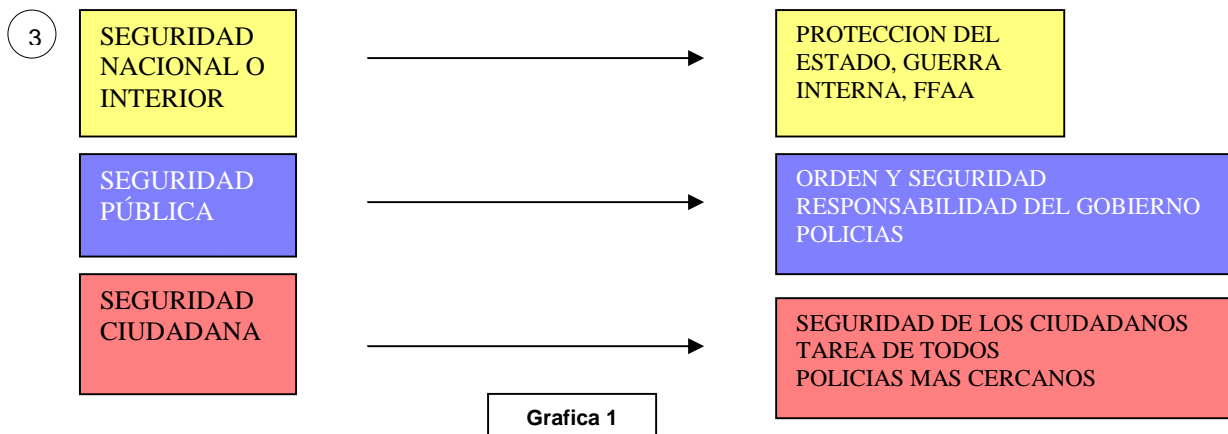 3
SEGURIDAD
NACIONAL O
INTERIOR
PROTECCION DEL
ESTADO, GUERRA
INTERNA, FFAA
SEGURIDAD
PÚBLICA
ORDEN Y SEGURIDAD
RESPONSABILIDAD DEL GOBIERNO
POLICIAS
SEGURIDAD
CIUDADANA
SEGURIDAD DE LOS CIUDADANOS
TAREA DE TODOS
POLICIAS MAS CERCANOS
Grafica 1